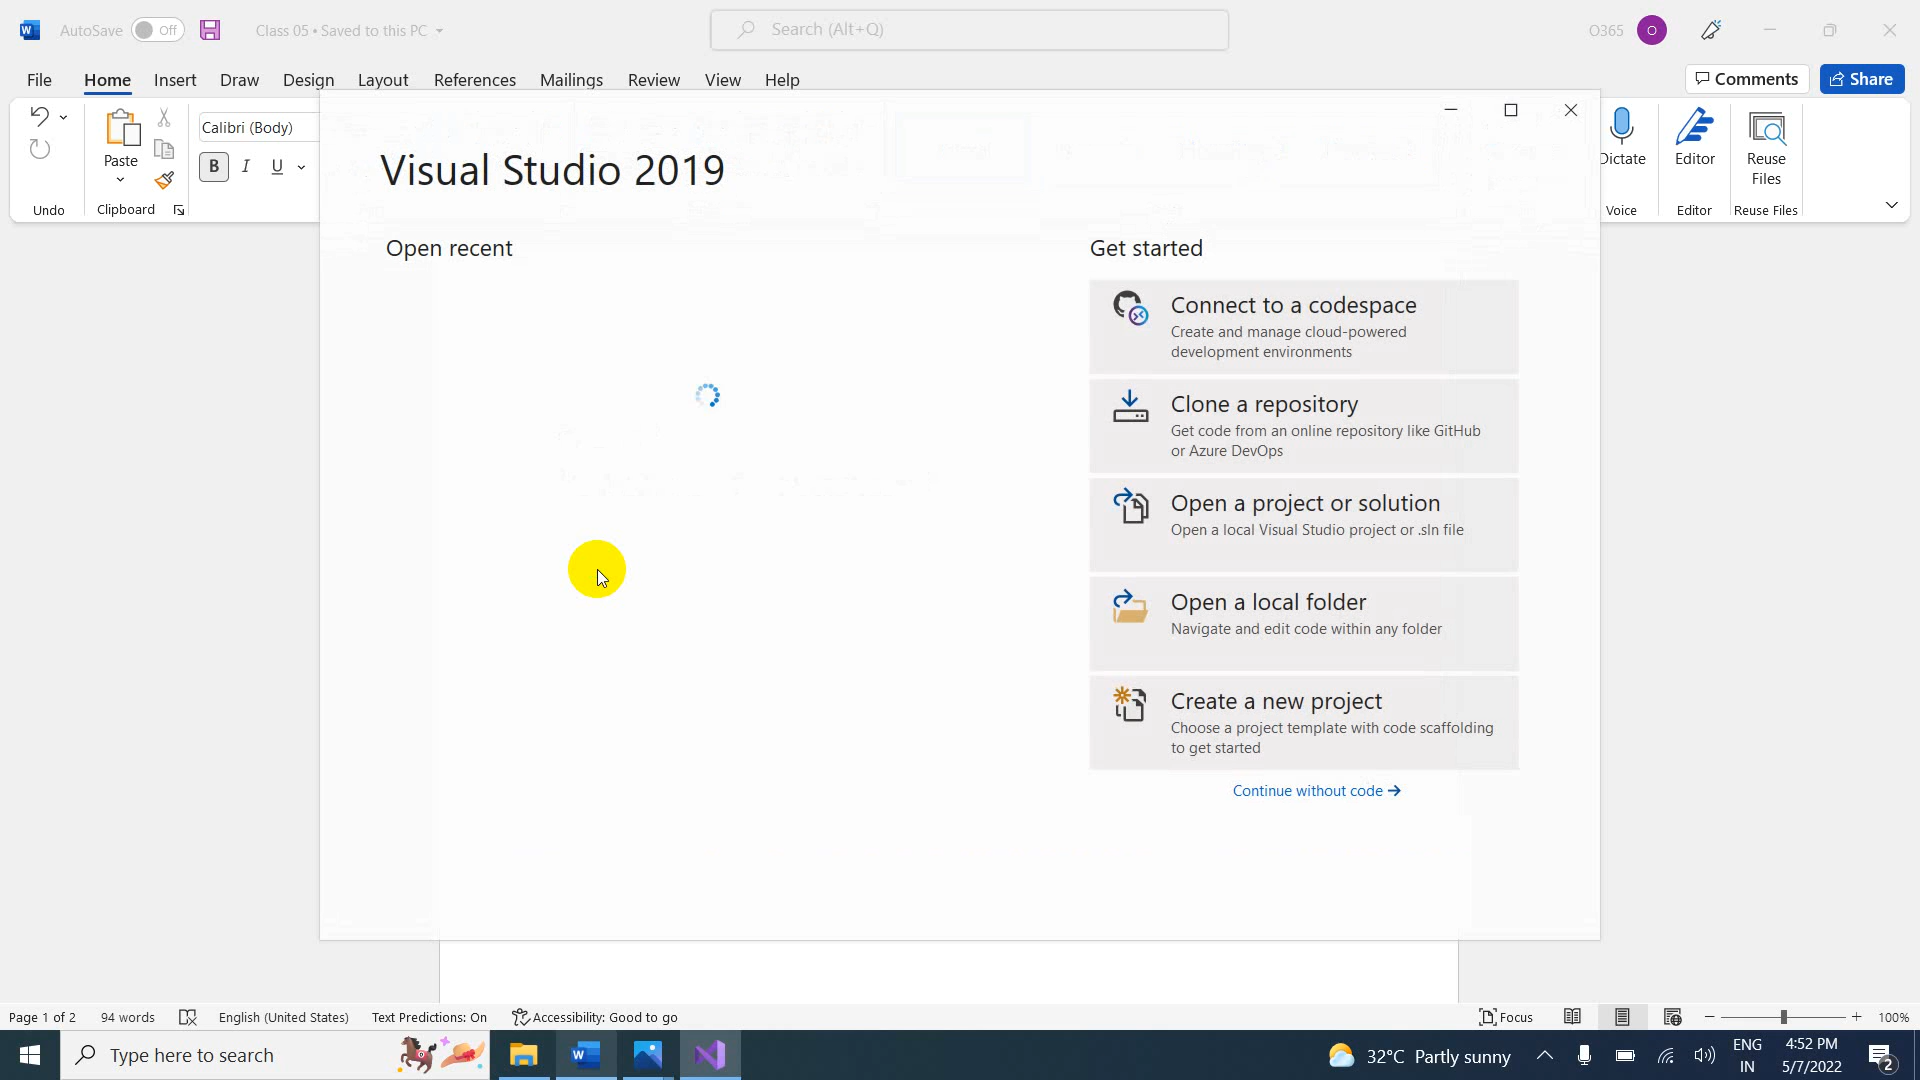 AutoSave Off Class 05 • Saved to this PC Search (Alt+Q) O365 O
File Home Insert Draw Design Layout References Mailings Review View Help Comments Share
Calibri (Body)
Paste
B I U
Undo Clipboard
Dictate Editor Reuse Files
Voice Editor Reuse Files
Visual Studio 2019
Open recent
Get started
Connect to a codespace
Create and manage cloud-powered
development environments
Clone a repository
Get code from an online repository like GitHub
or Azure DevOps
Open a project or solution
Open a local Visual Studio project or .sln file
Open a local folder
Navigate and edit code within any folder
Create a new project
Choose a project template with code scaffolding
to get started
Continue without code
Page 1 of 2 94 words English (United States) Text Predictions: On Accessibility: Good to go Focus 100%
Type here to search 32°C Partly sunny ENG 4:52 PM
IN 5/7/2022 2